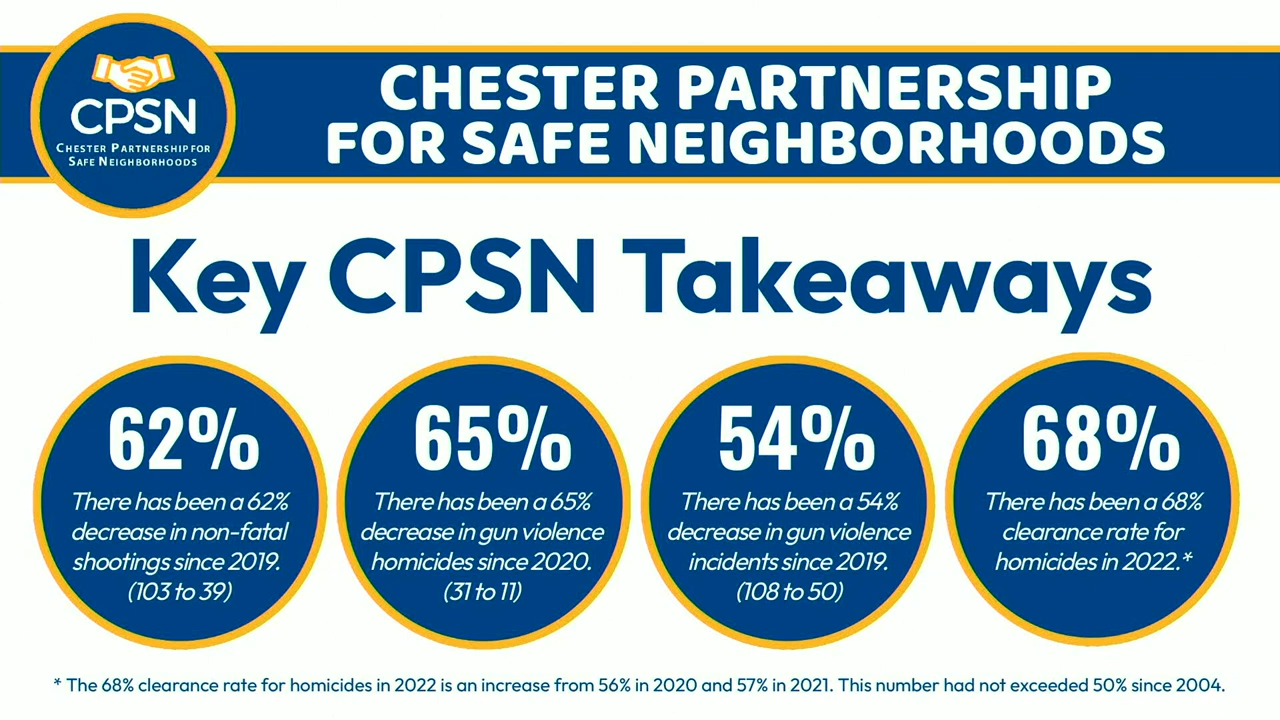 CPSN
CHESTER PARTNERSHIP FOR
SAFE NEIGHBORHOODS
CHESTER PARTNERSHIP
FOR SAFE NEIGHBORHOODS
Key CPSN Takeaways
62%
There has been a 62%
decrease in non-fatal
shootings since 2019.
(103 to 39)
65%
There has been a 65%
decrease in gun violence
homicides since 2020.
(31 to 11)
54%
There has been a 54%
decrease in gun violence
incidents since 2019.
(108 to 50)
68%
There has been a 68%
clearance rate for
homicides in 2022.*
* The 68% clearance rate for homicides in 2022 is an increase from 56% in 2020 and 57% in 2021. This number had not exceeded 50% since 2004.